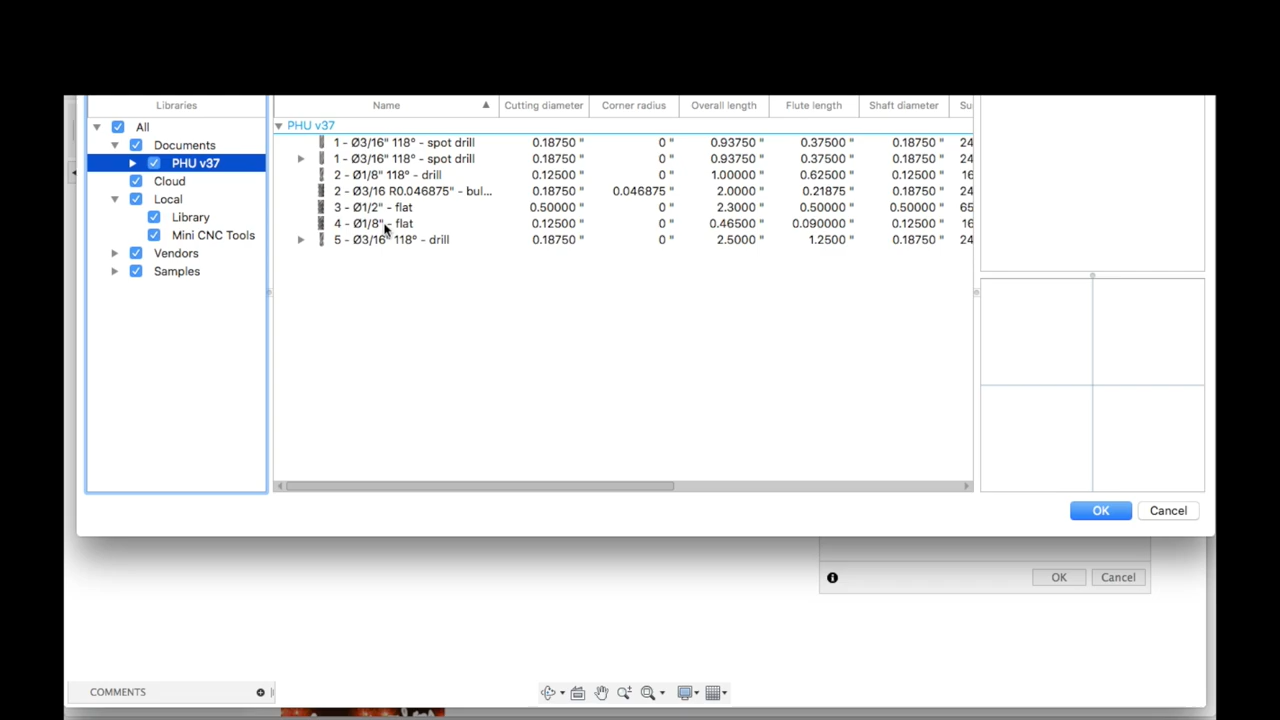 Libraries
Name ▲ Cutting diameter Corner radius Overall length Flute length Shaft diameter Su
All
Documents
PHU v37
Cloud
Local
Library
Mini CNC Tools
Vendors
Samples
PHU v37
1 - Ø3/16" 118° - spot drill 0.18750 " 0 " 0.93750 " 0.37500 " 0.18750 " 24
1 - Ø3/16" 118° - spot drill 0.18750 " 0 " 0.93750 " 0.37500 " 0.18750 " 24
2 - Ø1/8" 118° - drill 0.12500 " 0 " 1.00000 " 0.62500 " 0.12500 " 16
2 - Ø3/16 R0.046875" - bul... 0.18750 " 0.046875 " 2.0000 " 0.21875 " 0.18750 " 24
3 - Ø1/2" - flat 0.50000 " 0 " 2.3000 " 0.50000 " 0.50000 " 65
4 - Ø1/8" - flat 0.12500 " 0 " 0.46500 " 0.090000 " 0.12500 " 16
5 - Ø3/16" 118° - drill 0.18750 " 0 " 2.5000 " 1.2500 " 0.18750 " 24
OK Cancel
OK Cancel
COMMENTS